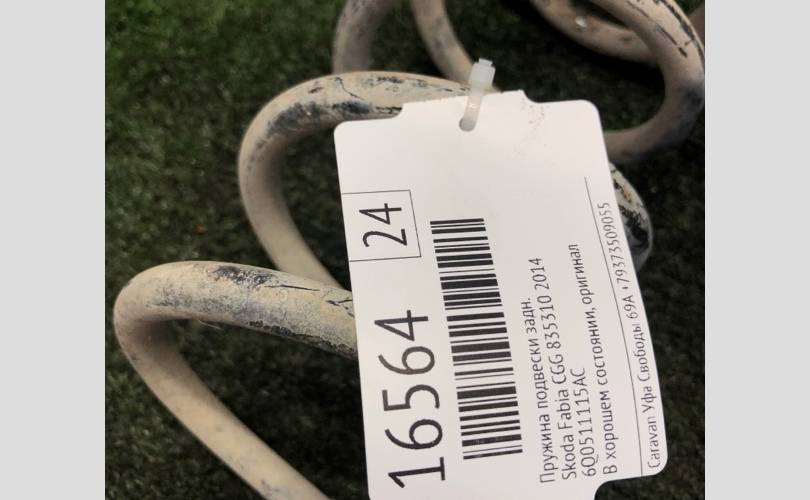 24
16564
Пружина подвески задн.
Skoda Fabia CGG 835310 2014
6Q0511115AC
В хорошем состоянии, оригинал
Caravan Уфа Свободы 69А +79373509055